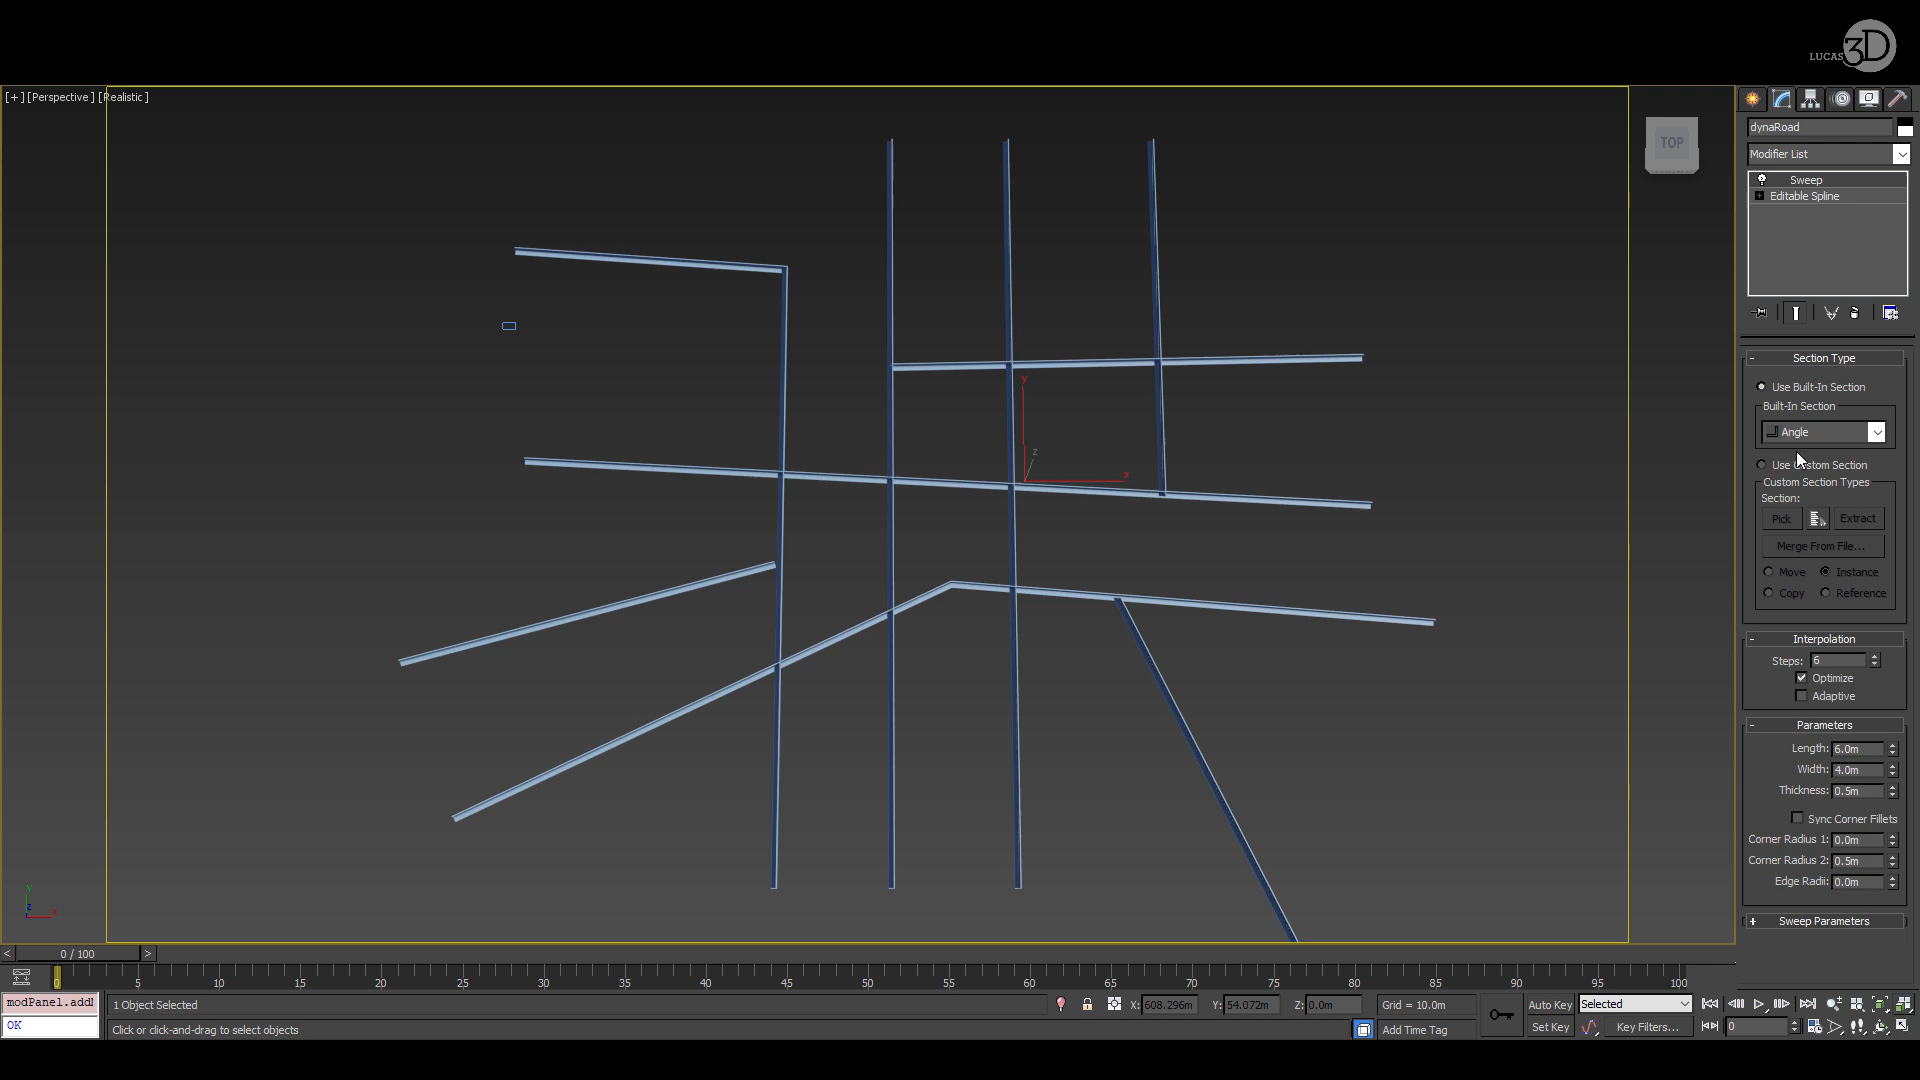 LUCAS 3D
[+] [Perspective] [Realistic]
TOP
dynaRoad
Modifier List
Sweep
Editable Spline
Section Type
Use Built-In Section
Built-In Section
Angle
Use Custom Section
Custom Section Types
Section:
Pick Extract
Merge From File...
Move Instance
Copy Reference
Interpolation
Steps: 6
Optimize
Adaptive
Parameters
Length: 6.0m
Width: 4.0m
Thickness: 0.5m
Sync Corner Fillets
Corner Radius 1: 0.0m
Corner Radius 2: 0.5m
Edge Radii: 0.0m
+ Sweep Parameters
y
z
x
y
z
x
< 0 / 100 >
0 5 10 15 20 25 30 35 40 45 50 55 60 65 70 75 80 85 90 95 100
1 Object Selected
X: 608.296m Y: 54.072m Z: 0.0m
Grid = 10.0m
Auto Key Selected
OK
Click or click-and-drag to select objects
Add Time Tag
Set Key Key Filters...
0